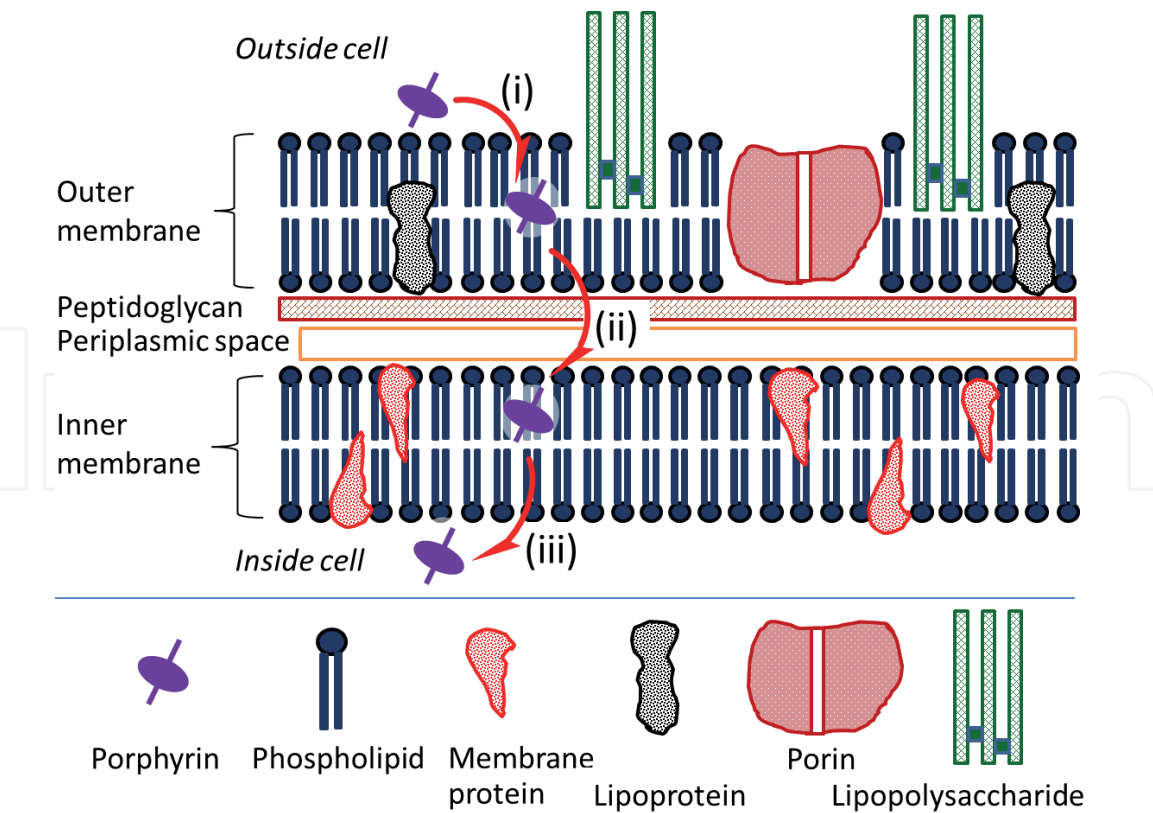 Outside cell
(i)
Outer
membrane
Peptidoglycan
(ii)
Periplasmic space
Inner
membrane
(iii)
Inside cell
Porphyrin
Phospholipid
Membrane
protein
Lipoprotein
Porin
Lipopolysaccharide